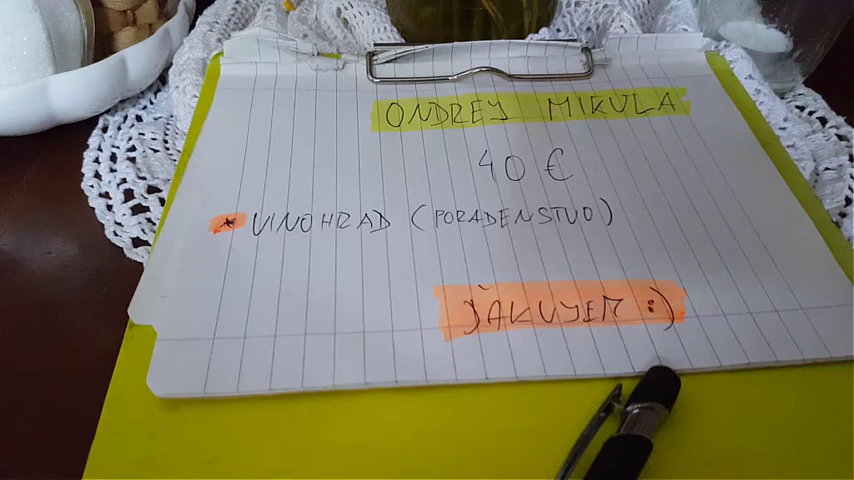 ONDREJ MIKULA
40 €
* VINOHRAD (PORADENSTVO)
ĎAKUJEM :)